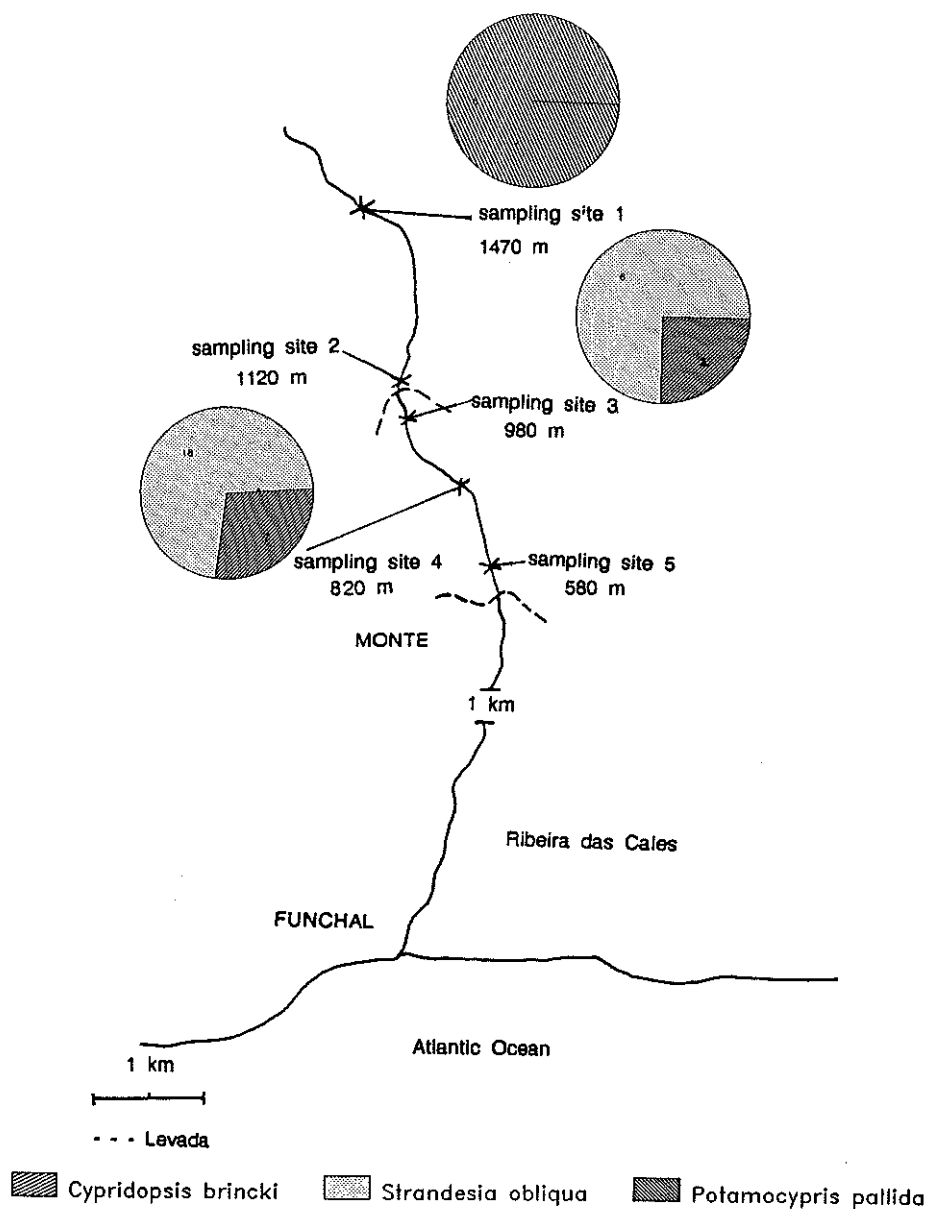 sampling site 1
1470 m
6
sampling site 2
1120 m
sampling site 3
980 m
18
sampling site 4
820 m
sampling site 5
580 m
MONTE
1 km
Ribeira das Cales
FUNCHAL
Atlantic Ocean
1 km
Levada
Cypridopsis brincki
Strandesia obliqua
Potamocypris pallida